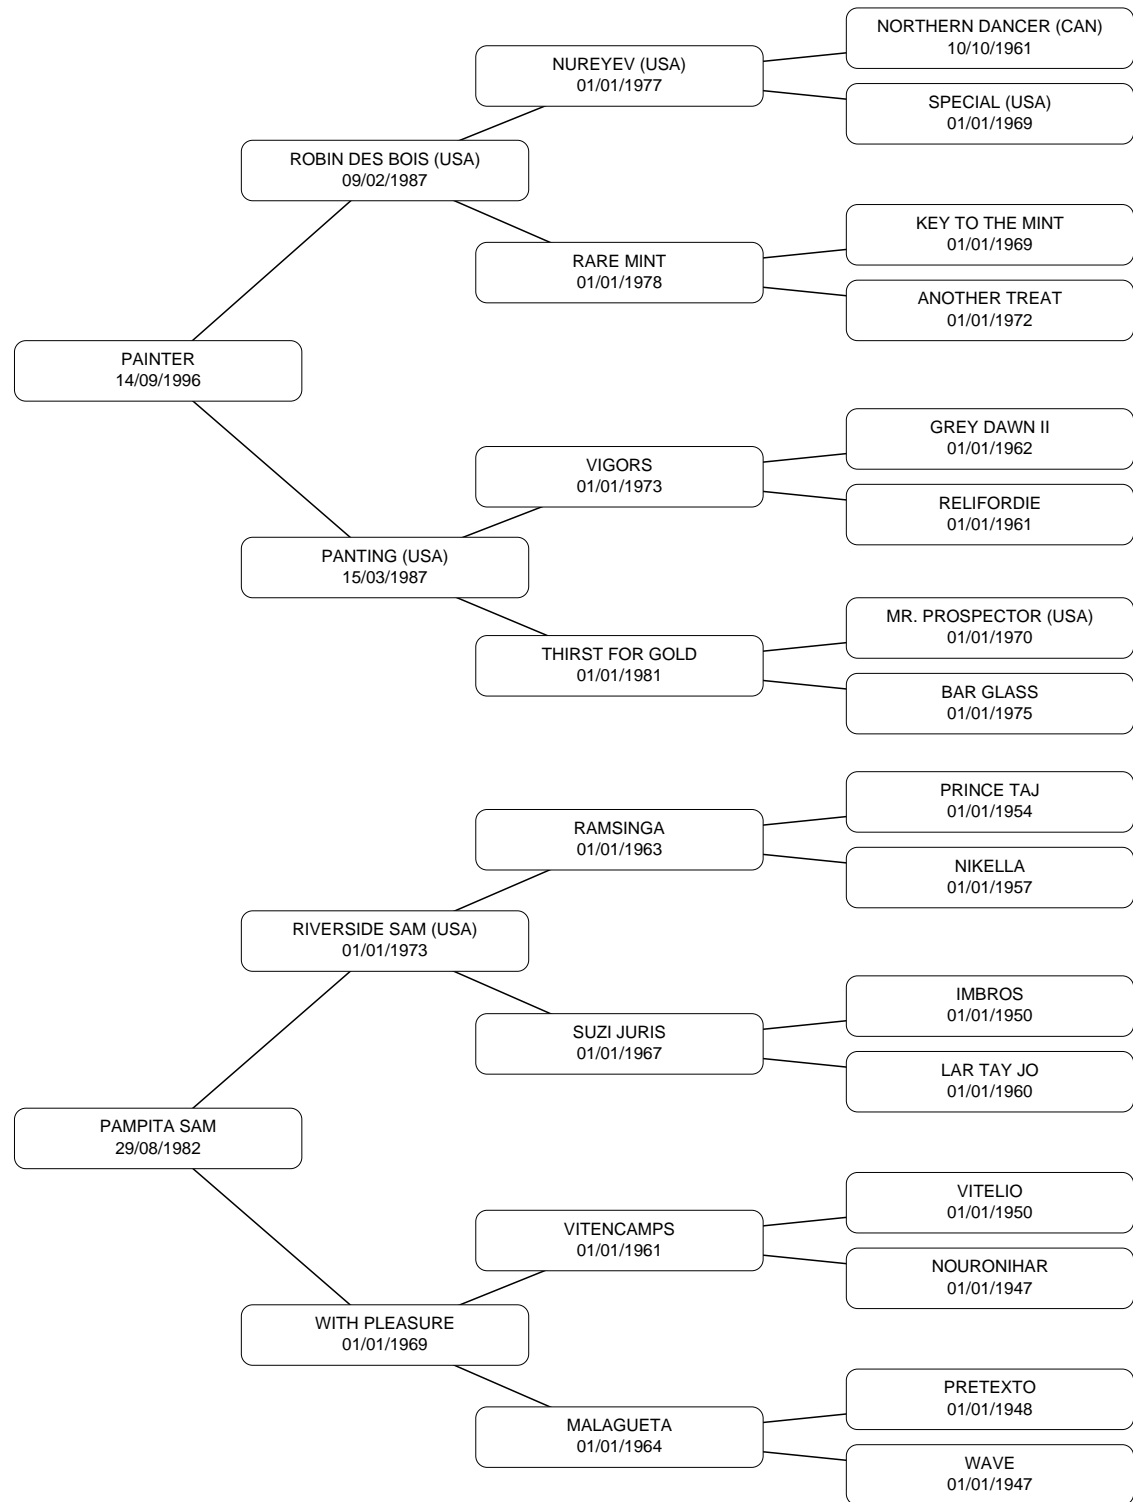 NORTHERN DANCER (CAN)
10/10/1961
NUREYEV (USA)
01/01/1977
SPECIAL (USA)
01/01/1969
ROBIN DES BOIS (USA)
09/02/1987
KEY TO THE MINT
01/01/1969
RARE MINT
01/01/1978
ANOTHER TREAT
01/01/1972
PAINTER
14/09/1996
GREY DAWN II
01/01/1962
VIGORS
01/01/1973
RELIFORDIE
01/01/1961
PANTING (USA)
15/03/1987
MR. PROSPECTOR (USA)
01/01/1970
THIRST FOR GOLD
01/01/1981
BAR GLASS
01/01/1975
PRINCE TAJ
01/01/1954
RAMSINGA
01/01/1963
NIKELLA
01/01/1957
RIVERSIDE SAM (USA)
01/01/1973
IMBROS
01/01/1950
SUZI JURIS
01/01/1967
LAR TAY JO
01/01/1960
PAMPITA SAM
29/08/1982
VITELIO
01/01/1950
VITENCAMPS
01/01/1961
NOURONIHAR
01/01/1947
WITH PLEASURE
01/01/1969
PRETEXTO
01/01/1948
MALAGUETA
01/01/1964
WAVE
01/01/1947